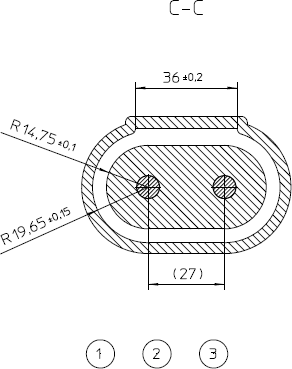 C-C
36 ±0,2
R14,75 ±0,1
R19,65 ±0,15
(27)
1 2 3